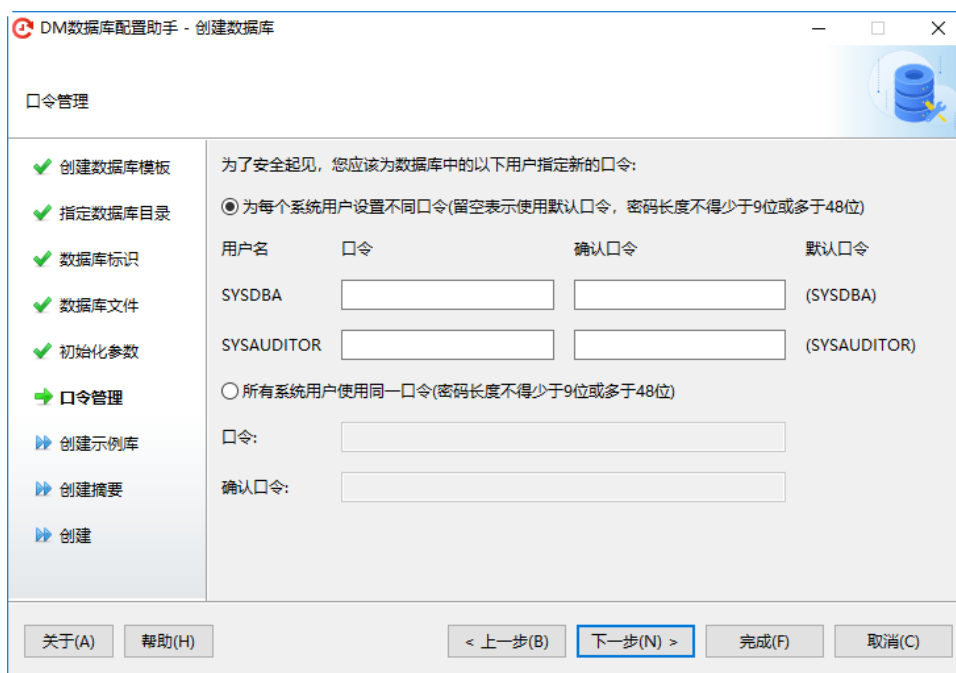 DM数据库配置助手 - 创建数据库
口令管理
创建数据库模板
指定数据库目录
数据库标识
数据库文件
初始化参数
口令管理
创建示例库
创建摘要
创建
为了安全起见，您应该为数据库中的以下用户指定新的口令:
为每个系统用户设置不同口令(留空表示使用默认口令，密码长度不得少于9位或多于48位)
用户名 口令 确认口令 默认口令
SYSDBA (SYSDBA)
SYSAUDITOR (SYSAUDITOR)
所有系统用户使用同一口令(密码长度不得少于9位或多于48位)
口令:
确认口令:
关于(A) 帮助(H) < 上一步(B) 下一步(N) > 完成(F) 取消(C)